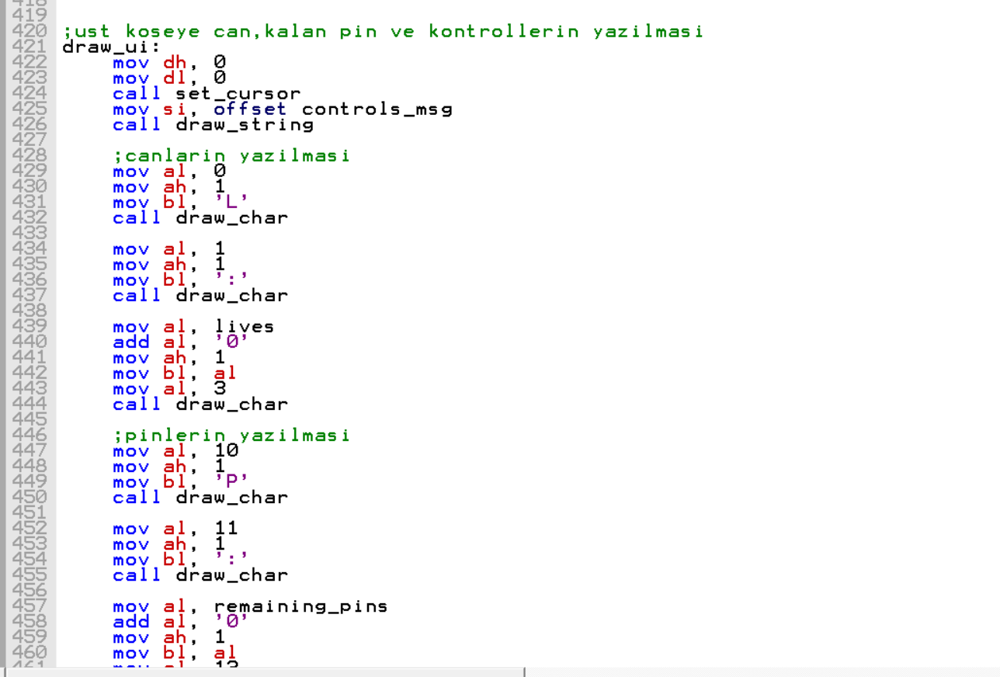 418
419
420 ;ust koseye can,kalan pin ve kontrollerin yazilmasi
421 draw_ui:
422 mov dh, 0
423 mov dl, 0
424 call set_cursor
425 mov si, offset controls_msg
426 call draw_string
427
428 ;canlarin yazilmasi
429 mov al, 0
430 mov ah, 1
431 mov bl, 'L'
432 call draw_char
433
434 mov al, 1
435 mov ah, 1
436 mov bl, ':'
437 call draw_char
438
439 mov al, lives
440 add al, '0'
441 mov ah, 1
442 mov bl, al
443 mov al, 3
444 call draw_char
445
446 ;pinlerin yazilmasi
447 mov al, 10
448 mov ah, 1
449 mov bl, 'P'
450 call draw_char
451
452 mov al, 11
453 mov ah, 1
454 mov bl, ':'
455 call draw_char
456
457 mov al, remaining_pins
458 add al, '0'
459 mov ah, 1
460 mov bl, al
461 mov al, 13